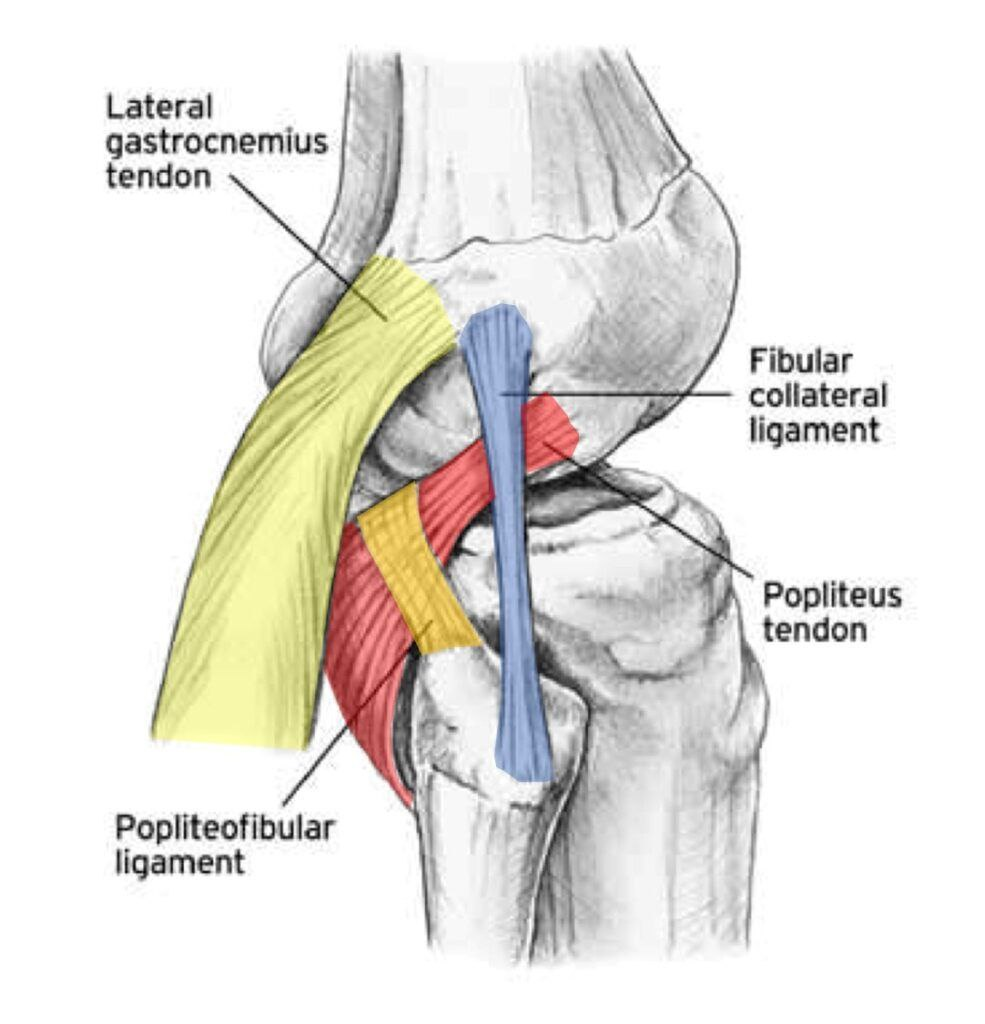 Lateral
gastrocnemius
tendon
Fibular
collateral
ligament
Popliteus
tendon
Popliteofibular
ligament